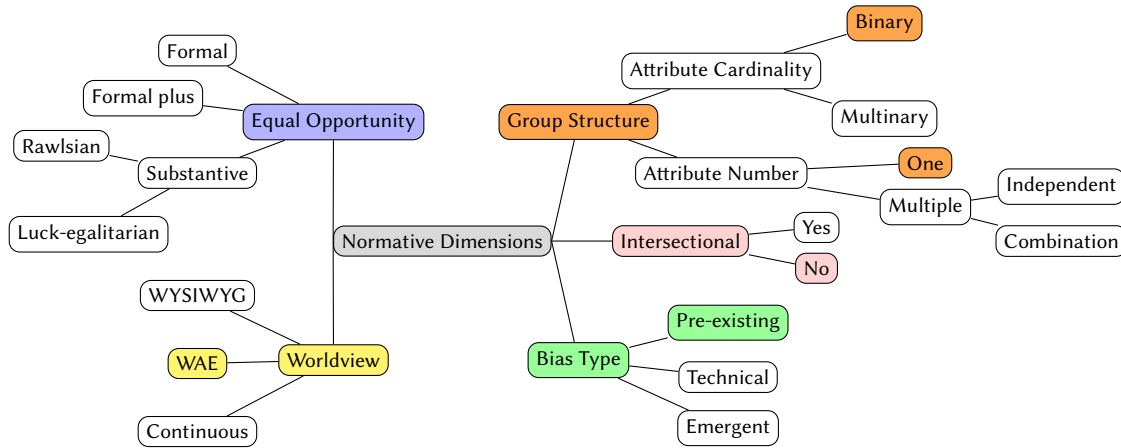 Formal
Formal plus
Equal Opportunity
Rawlsian
Substantive
Luck-egalitarian
Binary
Attribute Cardinality
Multinary
Group Structure
One
Attribute Number
Independent
Multiple
Combination
Normative Dimensions
Yes
Intersectional
No
WYSIWYG
WAE
Worldview
Continuous
Pre-existing
Bias Type
Technical
Emergent